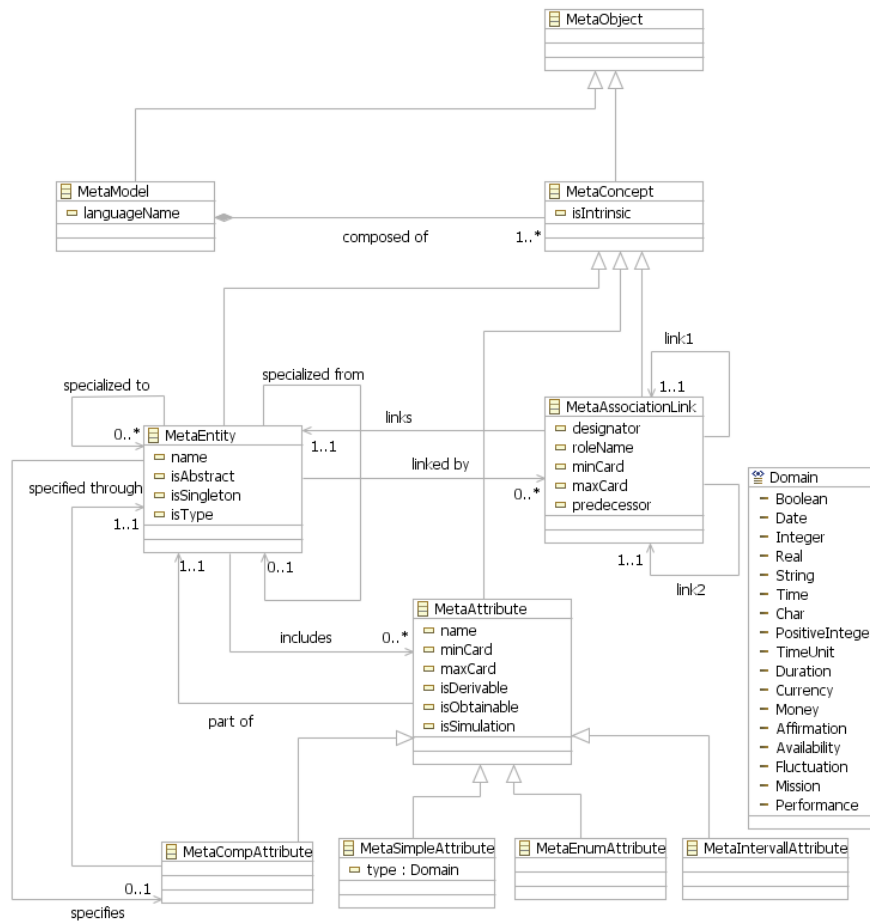 MetaObject
MetaModel
languageName
MetaConcept
isIntrinsic
composed of
1..*
link1
1..1
specialized to
specialized from
0..*
MetaEntity
name
isAbstract
isSingleton
isType
links
1..1
linked by
0..*
MetaAssociationLink
designator
roleName
minCard
maxCard
predecessor
1..1
link2
specified through
1..1
1..1
0..1
includes
0..*
part of
MetaAttribute
name
minCard
maxCard
isDerivable
isObtainable
isSimulation
Domain
Boolean
Date
Integer
Real
String
Time
Char
PositiveIntege
TimeUnit
Duration
Currency
Money
Affirmation
Availability
Fluctuation
Mission
Performance
MetaCompAttribute
0..1
specifies
MetaSimpleAttribute
type : Domain
MetaEnumAttribute
MetaIntervallAttribute